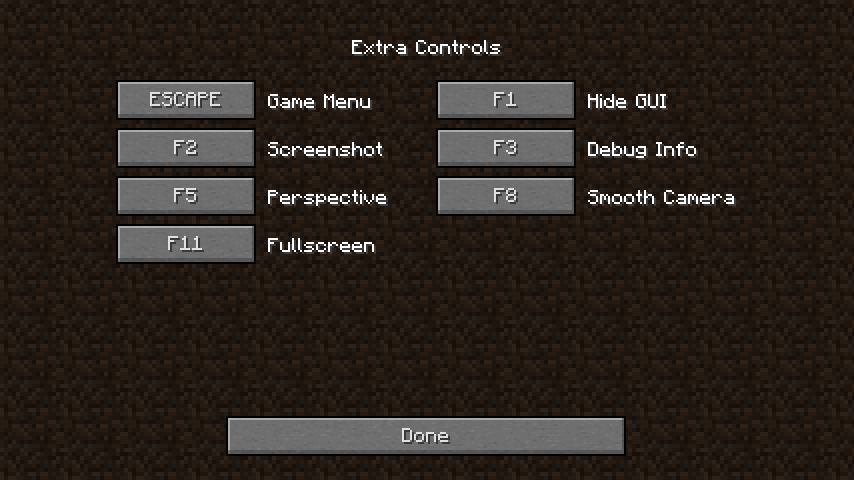 Extra Controls
ESCAPE Game Menu F1 Hide GUI
F2 Screenshot F3 Debug Info
F5 Perspective F8 Smooth Camera
F11 Fullscreen
Done